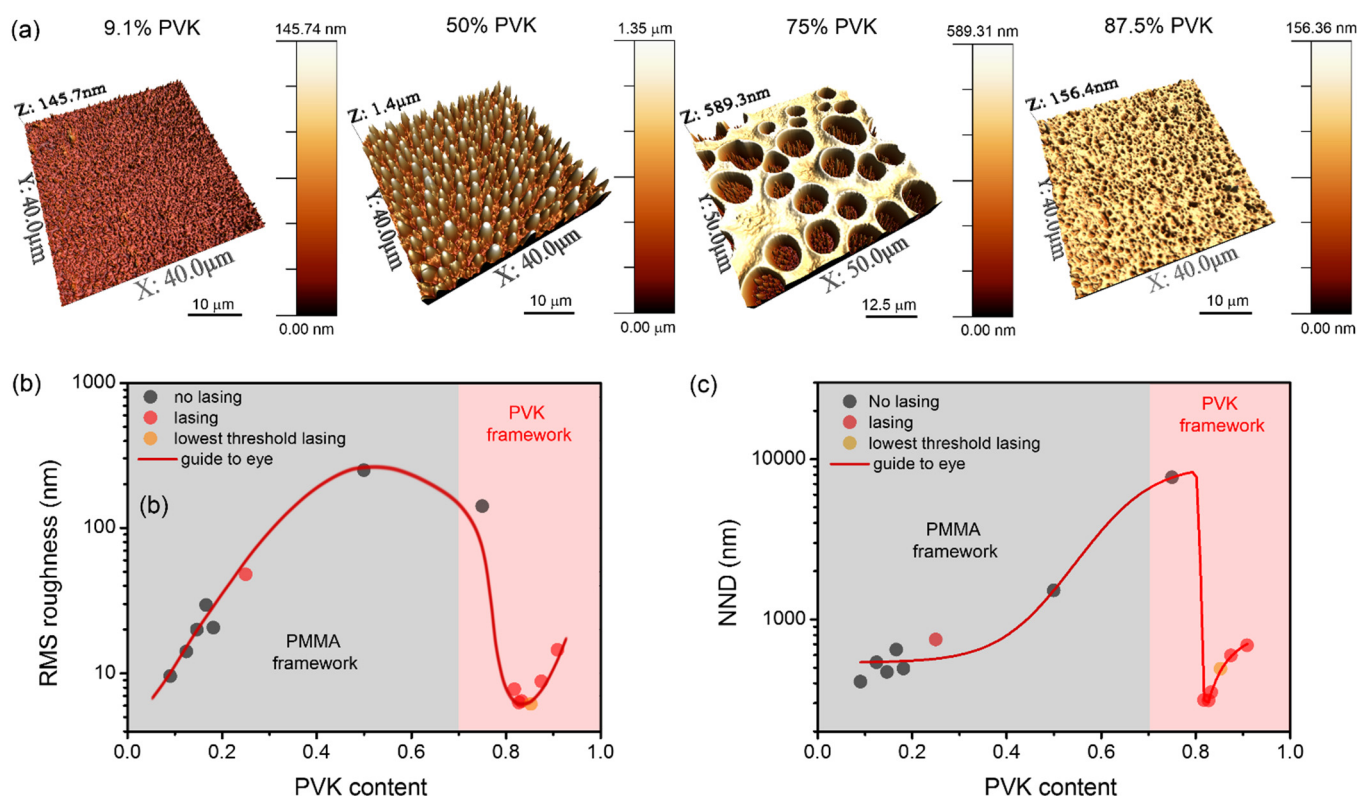 (a)
9.1% PVK
145.74 nm
Z: 145.7nm
Y: 40.0μm
X: 40.0μm
10 μm
0.00 nm
50% PVK
1.35 μm
Z: 1.4μm
Y: 40.0μm
X: 40.0μm
10 μm
0.00 μm
75% PVK
589.31 nm
Z: 589.3nm
Y: 50.0μm
X: 50.0μm
12.5 μm
0.00 nm
87.5% PVK
156.36 nm
Z: 156.4nm
Y: 40.0μm
X: 40.0μm
10 μm
0.00 nm
(b)
1000
100
10
RMS roughness (nm)
no lasing
lasing
lowest threshold lasing
guide to eye
(b)
PMMA
framework
PVK
framework
0.0 0.2 0.4 0.6 0.8 1.0
PVK content
(c)
10000
1000
NND (nm)
No lasing
lasing
lowest threshold lasing
guide to eye
PMMA
framework
PVK
framework
0.0 0.2 0.4 0.6 0.8 1.0
PVK content